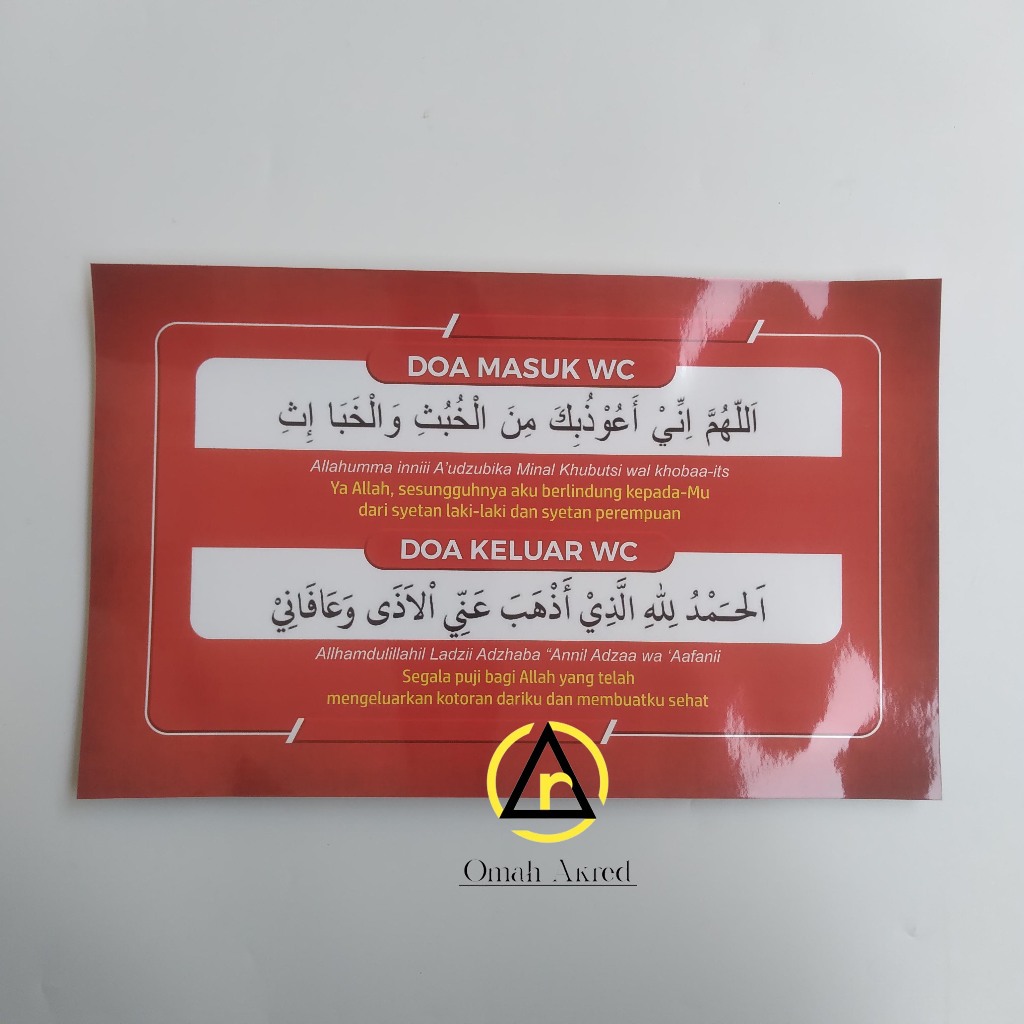 DOA MASUK WC
اَللّٰهُمَّ اِنِّيْ أَعُوْذُبِكَ مِنَ الْخُبُثِ وَالْخَبَا إِثِ
Allahumma inniii A'udzubika Minal Khubutsi wal khobaa-its
Ya Allah, sesungguhnya aku berlindung kepada-Mu
dari syetan laki-laki dan syetan perempuan
DOA KELUAR WC
اَلْحَمْدُ لِلّٰهِ الَّذِيْ أَذْهَبَ عَنِّي اْلاَذَى وَعَافَانِيْ
Allhamdulillahil Ladzii Adzhaba “Annil Adzaa wa ‘Aafanii
Segala puji bagi Allah yang telah
mengeluarkan kotoran dariku dan membuatku sehat
r
Omah Akred